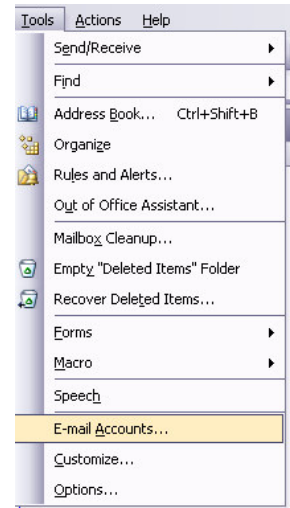 Tools Actions Help
Send/Receive
Find
Address Book... Ctrl+Shift+B
Organize
Rules and Alerts...
Out of Office Assistant...
Mailbox Cleanup...
Empty "Deleted Items" Folder
Recover Deleted Items...
Forms
Macro
Speech
E-mail Accounts...
Customize...
Options...